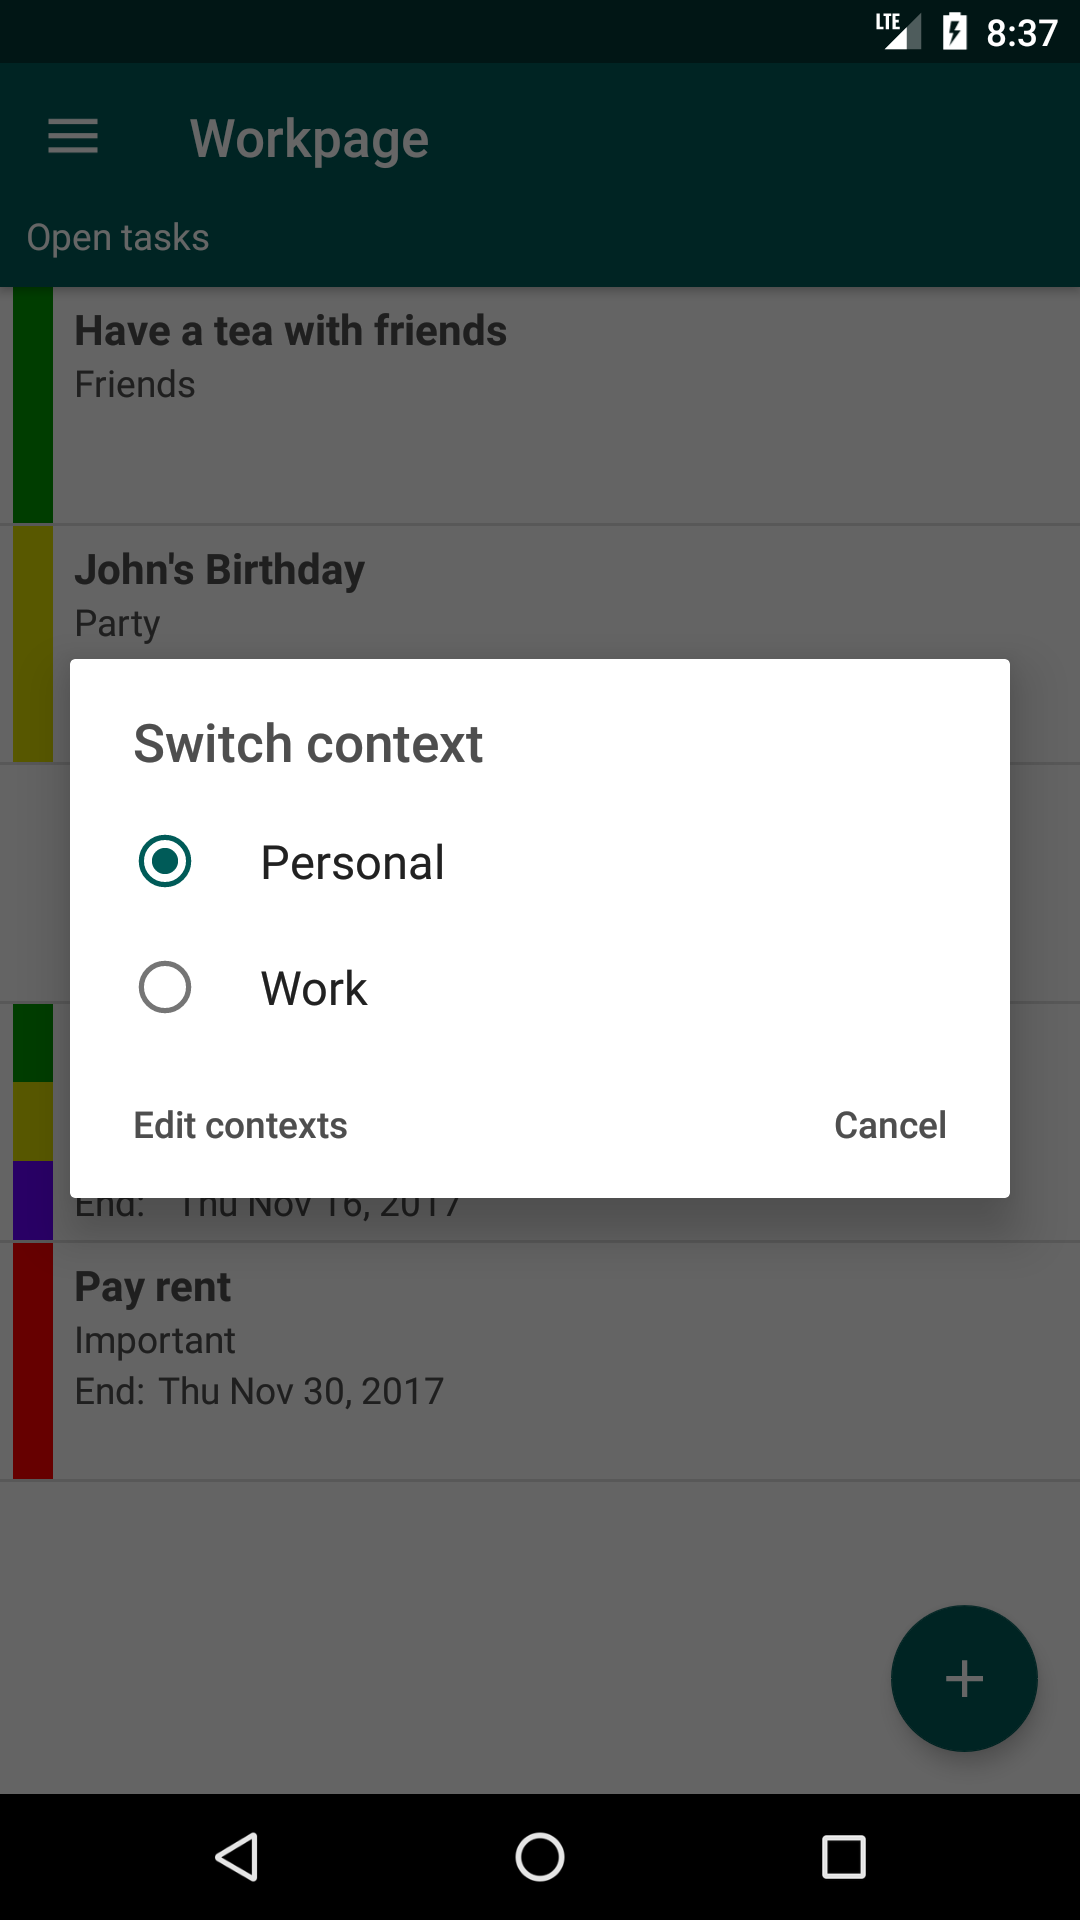 LTE 8:37
Workpage
Open tasks
Have a tea with friends
Friends
John's Birthday
Party
Switch context
Personal
Work
Edit contexts Cancel
End: Thu Nov 16, 2017
Pay rent
Important
End: Thu Nov 30, 2017